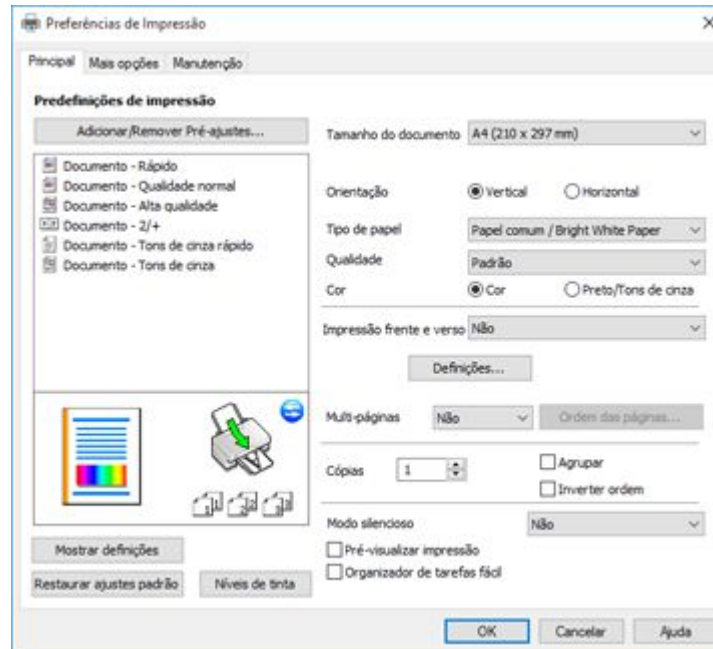 Preferências de Impressão
Principal Mais opções Manutenção
Predefinições de impressão
Adicionar/Remover Pré-ajustes...
Documento - Rápido
Documento - Qualidade normal
Documento - Alta qualidade
Documento - 2/+
Documento - Tons de cinza rápido
Documento - Tons de cinza
Mostrar definições
Restaurar ajustes padrão Níveis de tinta
Tamanho do documento A4 (210 x 297 mm)
Orientação Vertical Horizontal
Tipo de papel Papel comum / Bright White Paper
Qualidade Padrão
Cor Cor Preto/Tons de cinza
Impressão frente e verso Não
Definições...
Multi-páginas Não Ordem das páginas...
Cópias 1 Agrupar
Inverter ordem
Modo silencioso Não
Pré-visualizar impressão
Organizador de tarefas fácil
OK Cancelar Ajuda